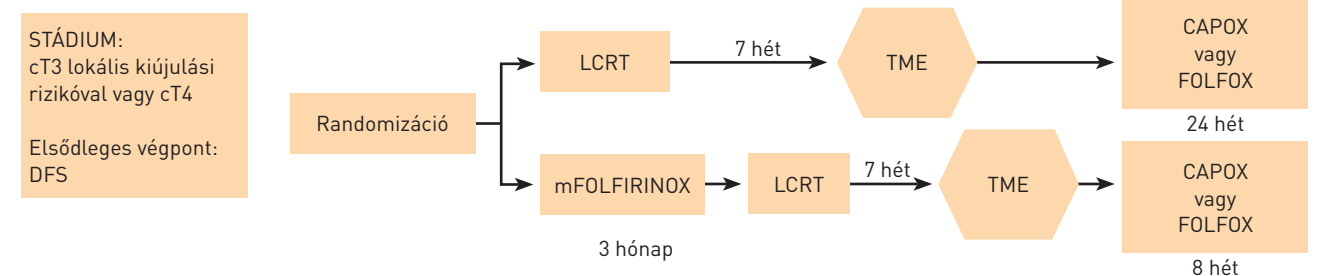 STÁDIUM:
cT3 lokális kiújulási
rizikóval vagy cT4
Elsődleges végpont:
DFS
Randomizáció
LCRT
7 hét
TME
CAPOX
vagy
FOLFOX
24 hét
mFOLFIRINOX
3 hónap
LCRT
7 hét
TME
CAPOX
vagy
FOLFOX
8 hét